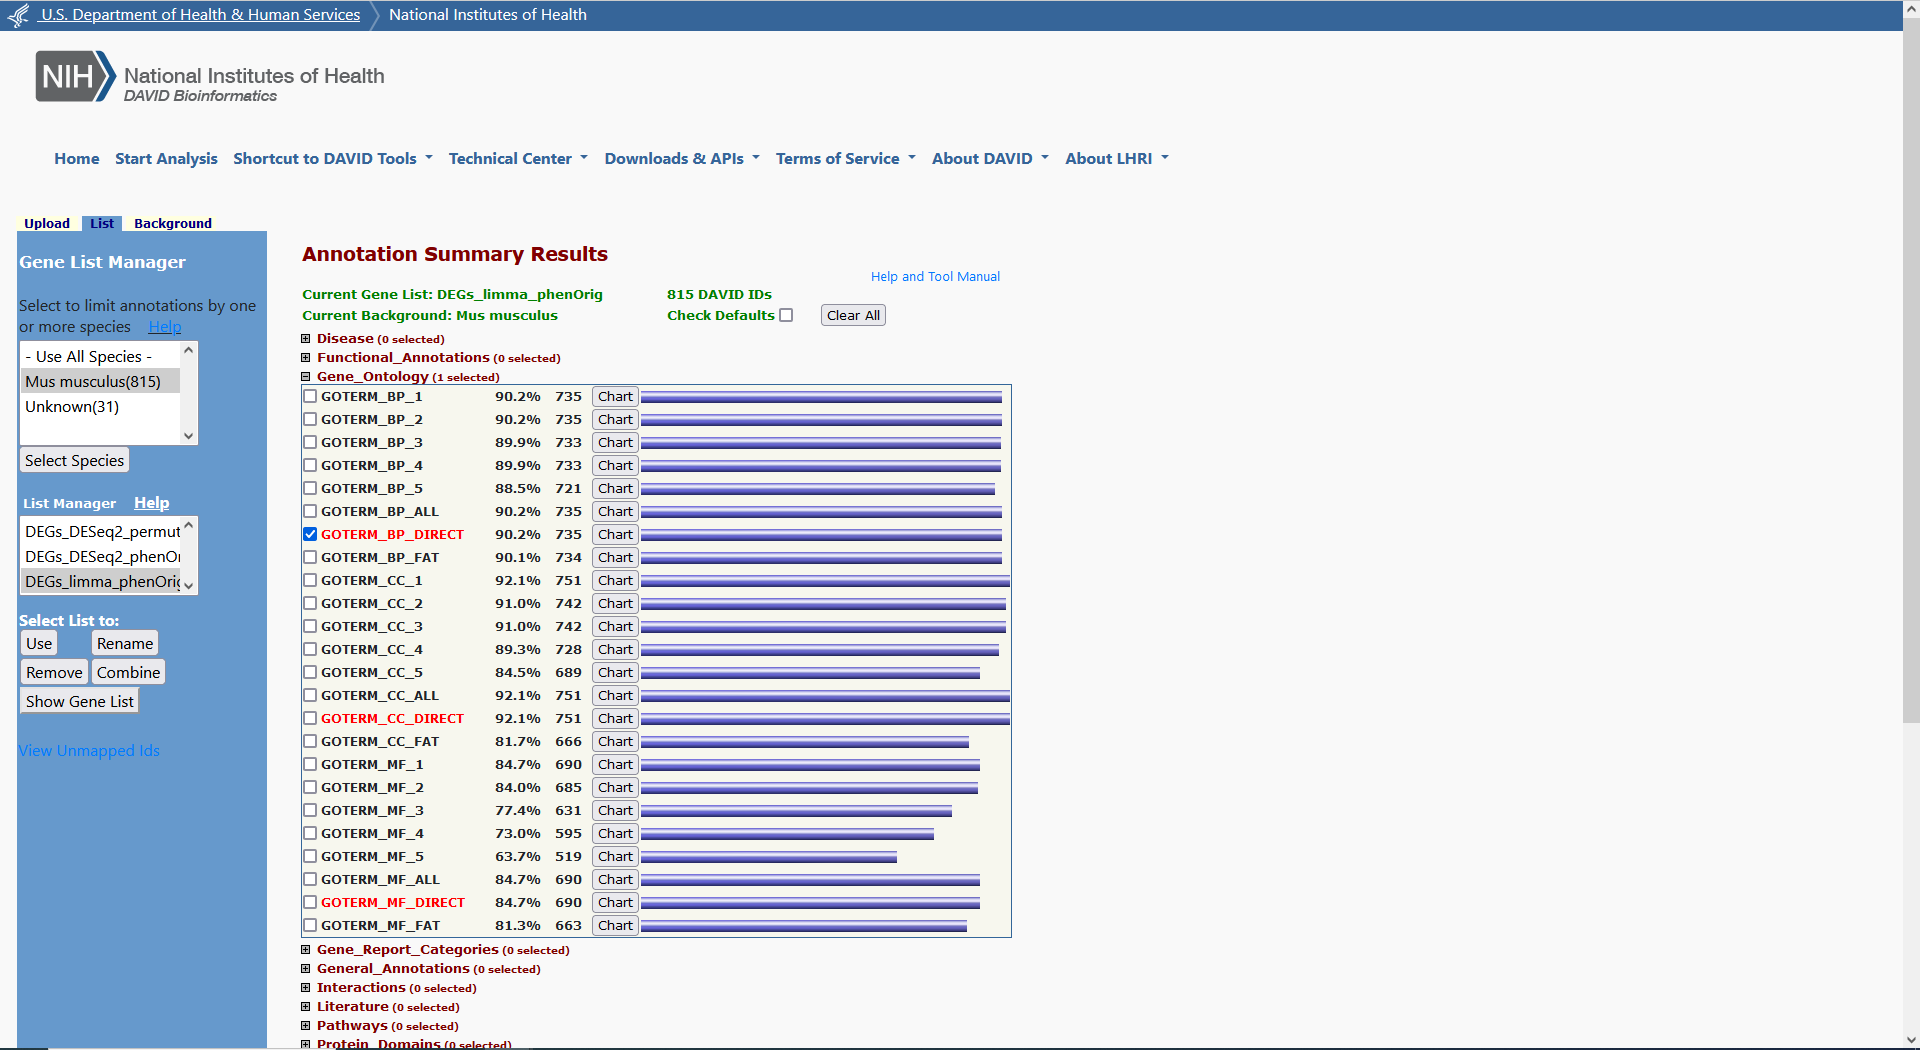 U.S. Department of Health & Human Services National Institutes of Health
NIH National Institutes of Health
DAVID Bioinformatics
Home Start Analysis Shortcut to DAVID Tools Technical Center Downloads & APIs Terms of Service About DAVID About LHRI
Upload List Background
Gene List Manager
Select to limit annotations by one
or more species Help
- Use All Species -
Mus musculus(815)
Unknown(31)
Select Species
List Manager Help
DEGs_DESeq2_permut
DEGs_DESeq2_phenOr
DEGs_limma_phenOrig
Select List to:
Use Rename
Remove Combine
Show Gene List
View Unmapped Ids
Annotation Summary Results
Help and Tool Manual
Current Gene List: DEGs_limma_phenOrig 815 DAVID IDs
Current Background: Mus musculus Check Defaults Clear All
Disease (0 selected)
Functional_Annotations (0 selected)
Gene_Ontology (1 selected)
GOTERM_BP_1 90.2% 735 Chart
GOTERM_BP_2 90.2% 735 Chart
GOTERM_BP_3 89.9% 733 Chart
GOTERM_BP_4 89.9% 733 Chart
GOTERM_BP_5 88.5% 721 Chart
GOTERM_BP_ALL 90.2% 735 Chart
GOTERM_BP_DIRECT 90.2% 735 Chart
GOTERM_BP_FAT 90.1% 734 Chart
GOTERM_CC_1 92.1% 751 Chart
GOTERM_CC_2 91.0% 742 Chart
GOTERM_CC_3 91.0% 742 Chart
GOTERM_CC_4 89.3% 728 Chart
GOTERM_CC_5 84.5% 689 Chart
GOTERM_CC_ALL 92.1% 751 Chart
GOTERM_CC_DIRECT 92.1% 751 Chart
GOTERM_CC_FAT 81.7% 666 Chart
GOTERM_MF_1 84.7% 690 Chart
GOTERM_MF_2 84.0% 685 Chart
GOTERM_MF_3 77.4% 631 Chart
GOTERM_MF_4 73.0% 595 Chart
GOTERM_MF_5 63.7% 519 Chart
GOTERM_MF_ALL 84.7% 690 Chart
GOTERM_MF_DIRECT 84.7% 690 Chart
GOTERM_MF_FAT 81.3% 663 Chart
Gene_Report_Categories (0 selected)
General_Annotations (0 selected)
Interactions (0 selected)
Literature (0 selected)
Pathways (0 selected)
Protein_Domains (0 selected)